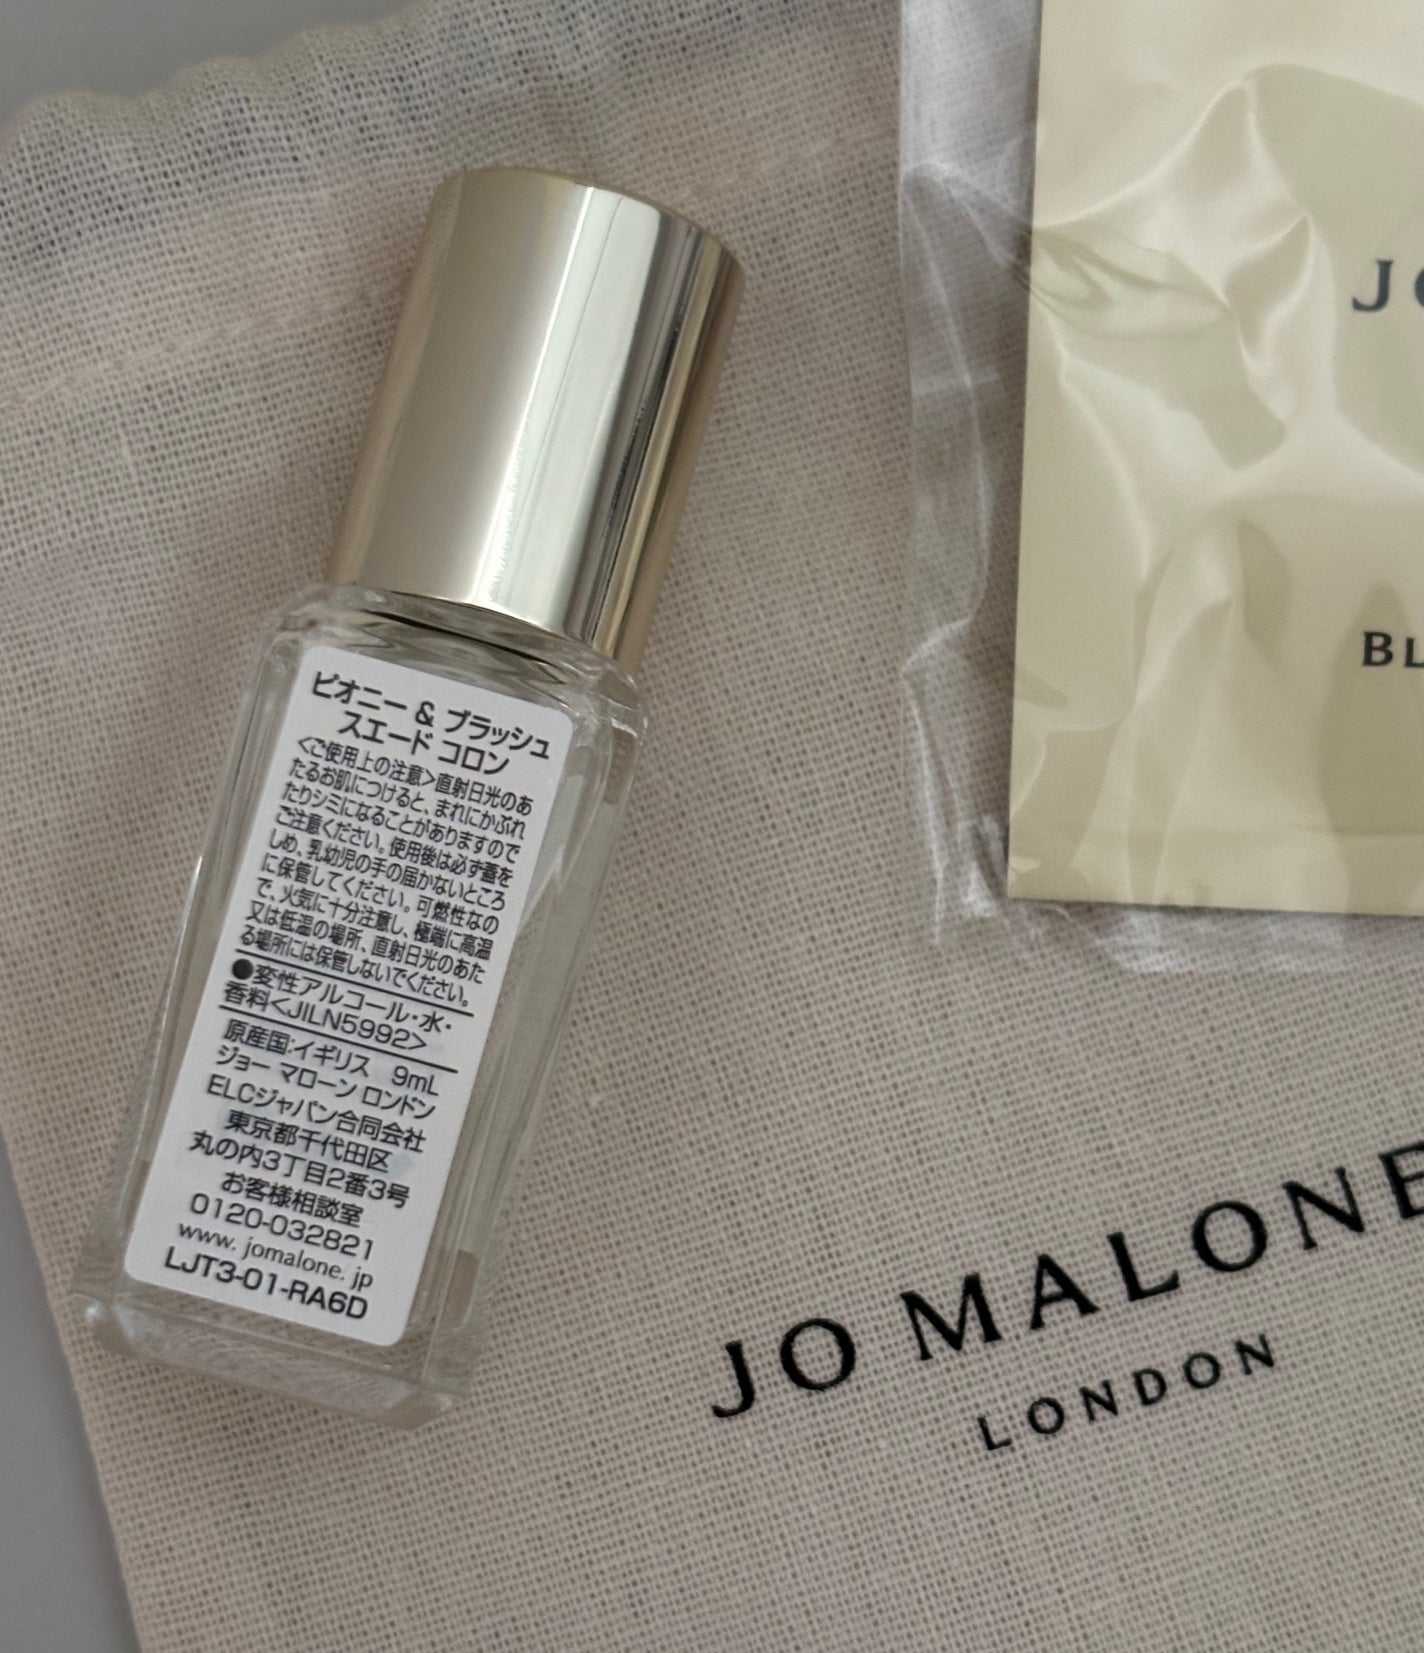 ピオニー & ブラッシュ
スエード コロン
<ご使用上の注意>直射日光のあ
たるお肌につけると、まれにかぶれ
たりシミになることがありますので
ご注意ください。使用後は必ず蓋を
しめ、乳幼児の手の届かないところ
に保管してください。可燃性なの
で、火気に十分注意し、極端に高温
又は低温の場所、直射日光のあた
る場所には保管しないでください。
●変性アルコール・水・
香料<JILN5992>
原産国:イギリス 9mL
ジョー マローン ロンドン
ELCジャパン合同会社
東京都千代田区
丸の内3丁目2番3号
お客様相談室
0120-032821
www. jomalone. jp
LJT3-01-RA6D
JO
BL
JO MALONE
LONDON